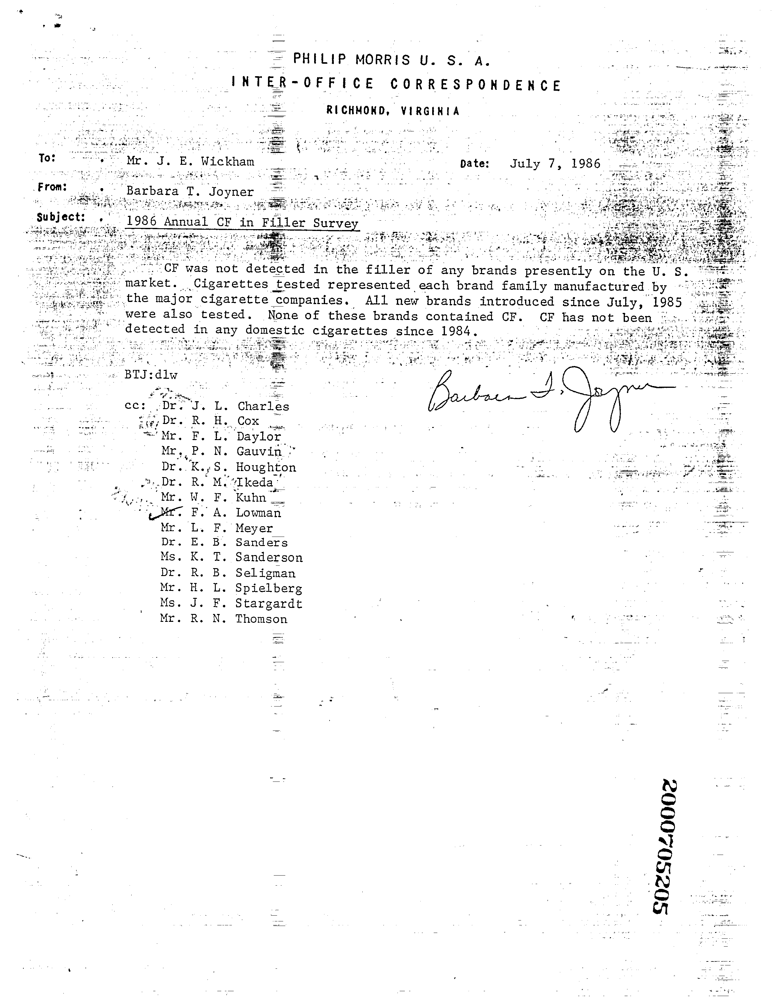 PHILIP MORRIS U. S. A.
INTER-OFFICE CORRESPONDENCE
RICHMOND, VIRGINIA
To: Mr. J. E. Wickham Date: July 7, 1986
From: Barbara T. Joyner
Subject: 1986 Annual CF in Filler Survey
CF was not detected in the filler of any brands presently on the U. S.
market. Cigarettes tested represented each brand family manufactured by
the major cigarette companies. All new brands introduced since July, 1985
were also tested. None of these brands contained CF. CF has not been
detected in any domestic cigarettes since 1984.
BTJ:dlw
Barbara T. Joyner
cc: Dr. J. L. Charles
Dr. R. H. Cox
Mr. F. L. Daylor
Mr. P. N. Gauvin
Dr. K. S. Houghton
Dr. R. M. Ikeda
Mr. W. F. Kuhn
Mr. F. A. Lowman
Mr. L. F. Meyer
Dr. E. B. Sanders
Ms. K. T. Sanderson
Dr. R. B. Seligman
Mr. H. L. Spielberg
Ms. J. F. Stargardt
Mr. R. N. Thomson
2000705205